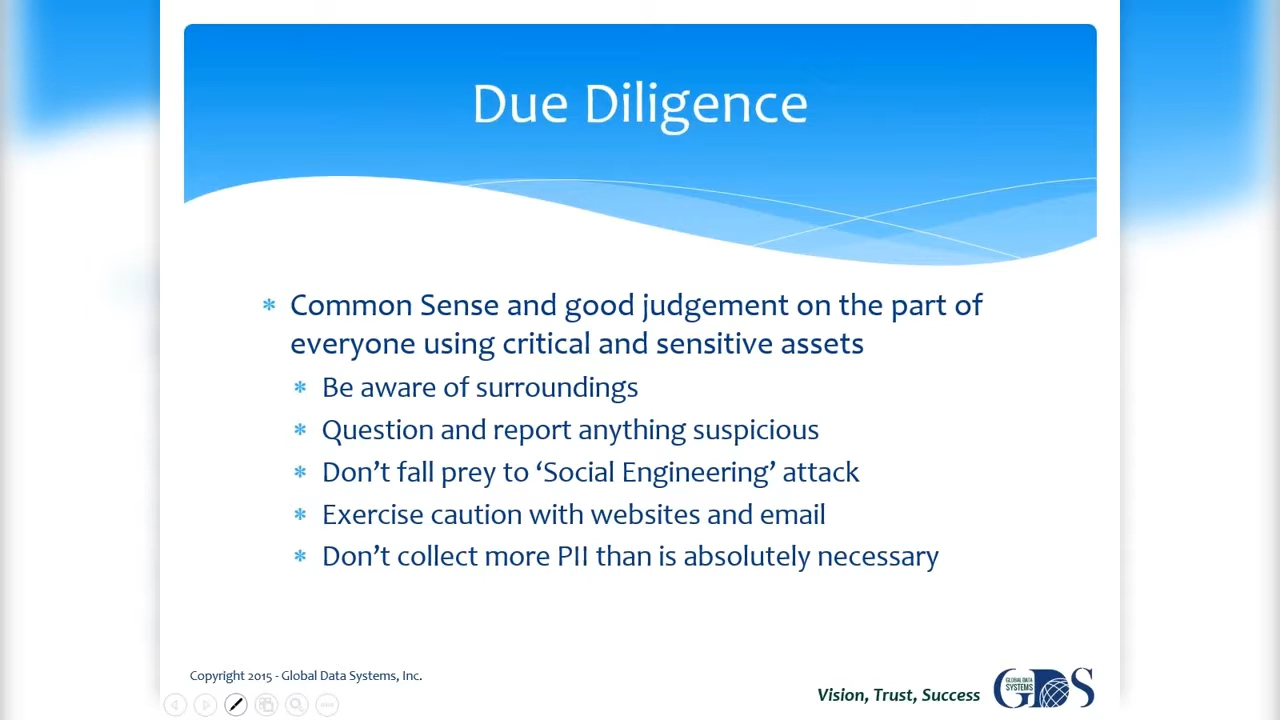 Due Diligence
* Common Sense and good judgement on the part of
everyone using critical and sensitive assets
* Be aware of surroundings
* Question and report anything suspicious
* Don’t fall prey to ‘Social Engineering’ attack
* Exercise caution with websites and email
* Don’t collect more PII than is absolutely necessary
Copyright 2015 - Global Data Systems, Inc.
Vision, Trust, Success
GDS
GLOBAL DATA
SYSTEMS